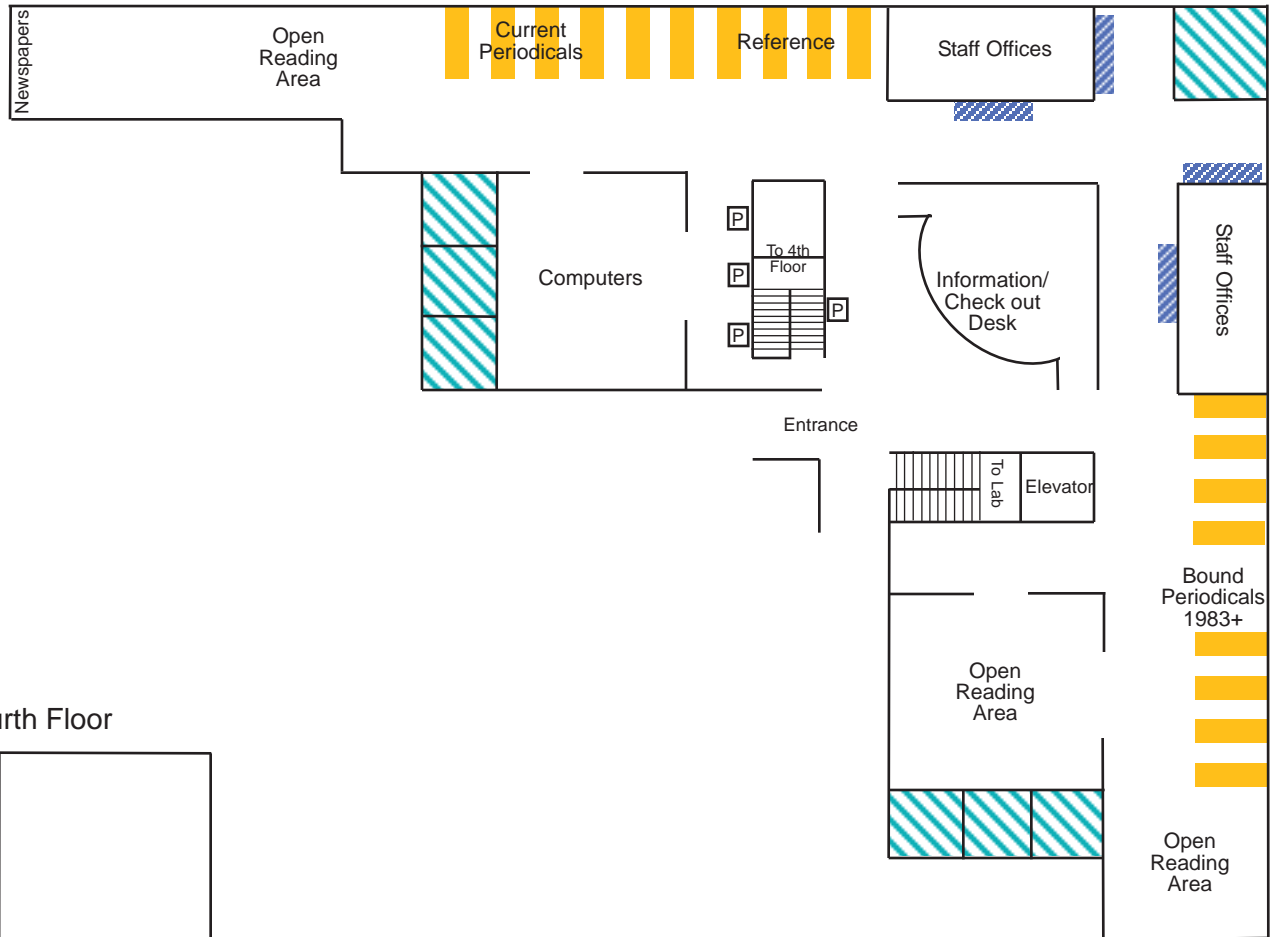 Newspapers
Open
Reading
Area
Current
Periodicals
Reference
Staff Offices
P
P
P
P
To 4th
Floor
Computers
Information/
Check out
Desk
Staff Offices
Entrance
To Lab
Elevator
Bound
Periodicals
1983+
Open
Reading
Area
rth Floor
Open
Reading
Area